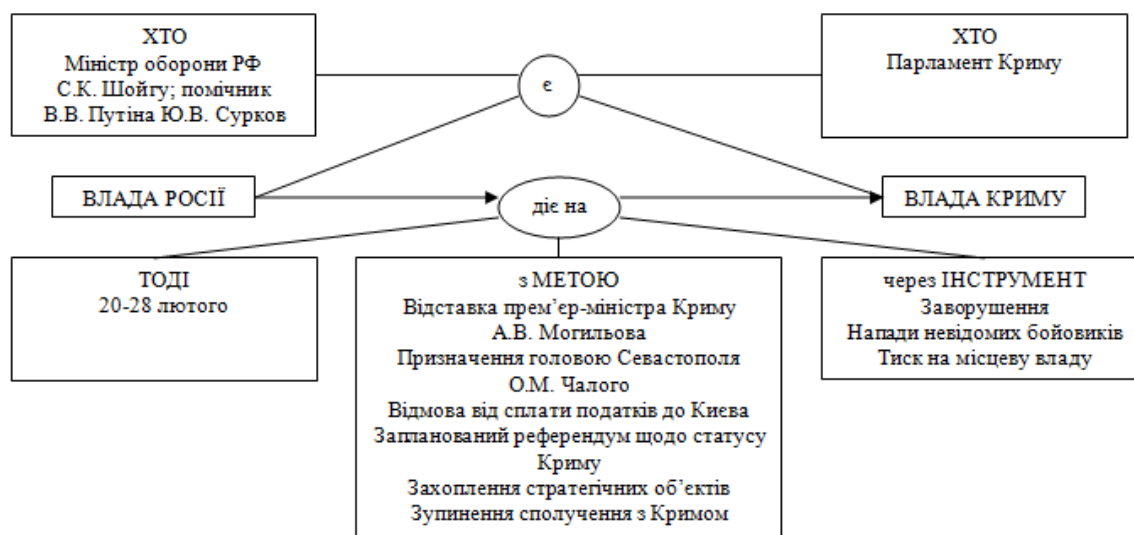 ХТО
Міністр оборони РФ
С.К. Шойгу; помічник
В.В. Путіна Ю.В. Сурков
є
ХТО
Парламент Криму
ВЛАДА РОСІЇ
діє на
ВЛАДА КРИМУ
ТОДІ
20-28 лютого
з МЕТОЮ
Відставка прем’єр-міністра Криму
А.В. Могильова
Призначення головою Севастополя
О.М. Чалого
Відмова від сплати податків до Києва
Запланований референдум щодо статусу
Криму
Захоплення стратегічних об’єктів
Зупинення сполучення з Кримом
через ІНСТРУМЕНТ
Заворушення
Напади невідомих бойовиків
Тиск на місцеву владу